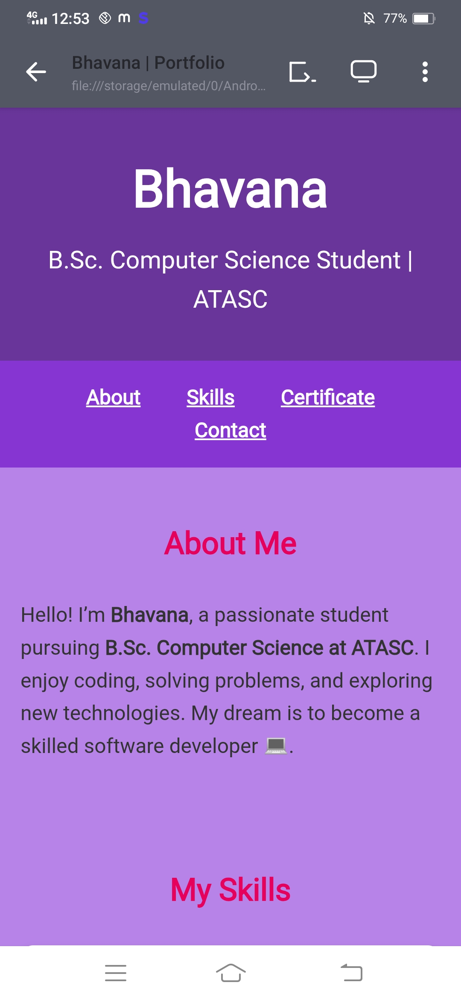 4G 12:53 m S 77%
Bhavana | Portfolio
file:///storage/emulated/0/Andro...
Bhavana
B.Sc. Computer Science Student |
ATASC
About Skills Certificate
Contact
About Me
Hello! I’m Bhavana, a passionate student
pursuing B.Sc. Computer Science at ATASC. I
enjoy coding, solving problems, and exploring
new technologies. My dream is to become a
skilled software developer 💻.
My Skills